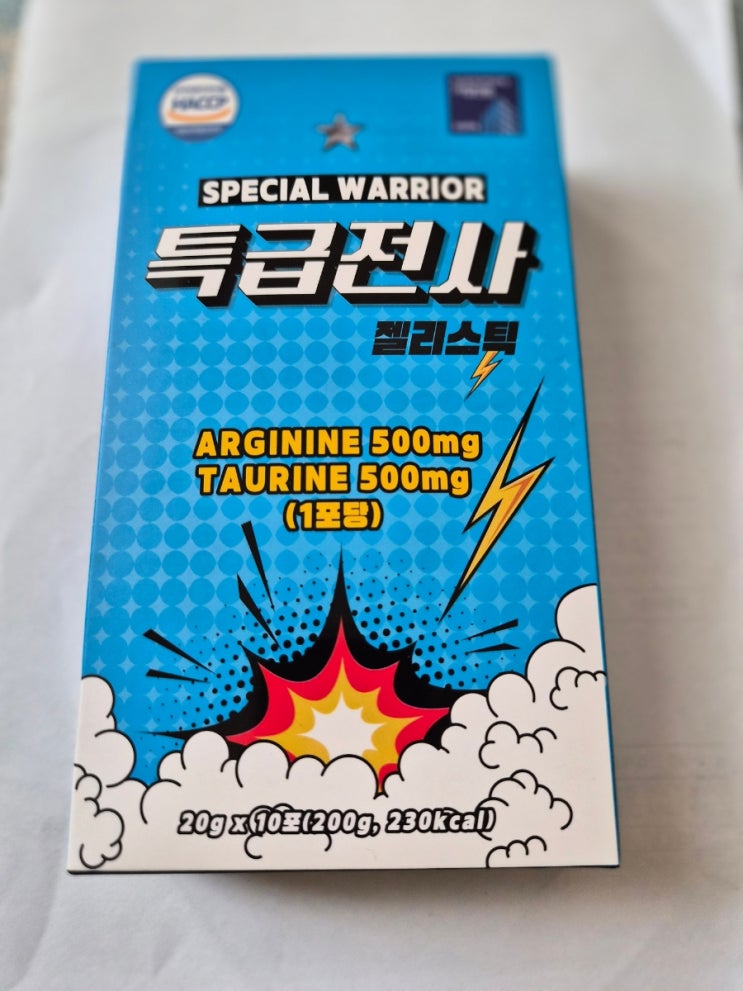 HACCP
SPECIAL WARRIOR
특급전사
젤리스틱
ARGININE 500mg
TAURINE 500mg
(1포당)
20g x 10포(200g, 230kcal)